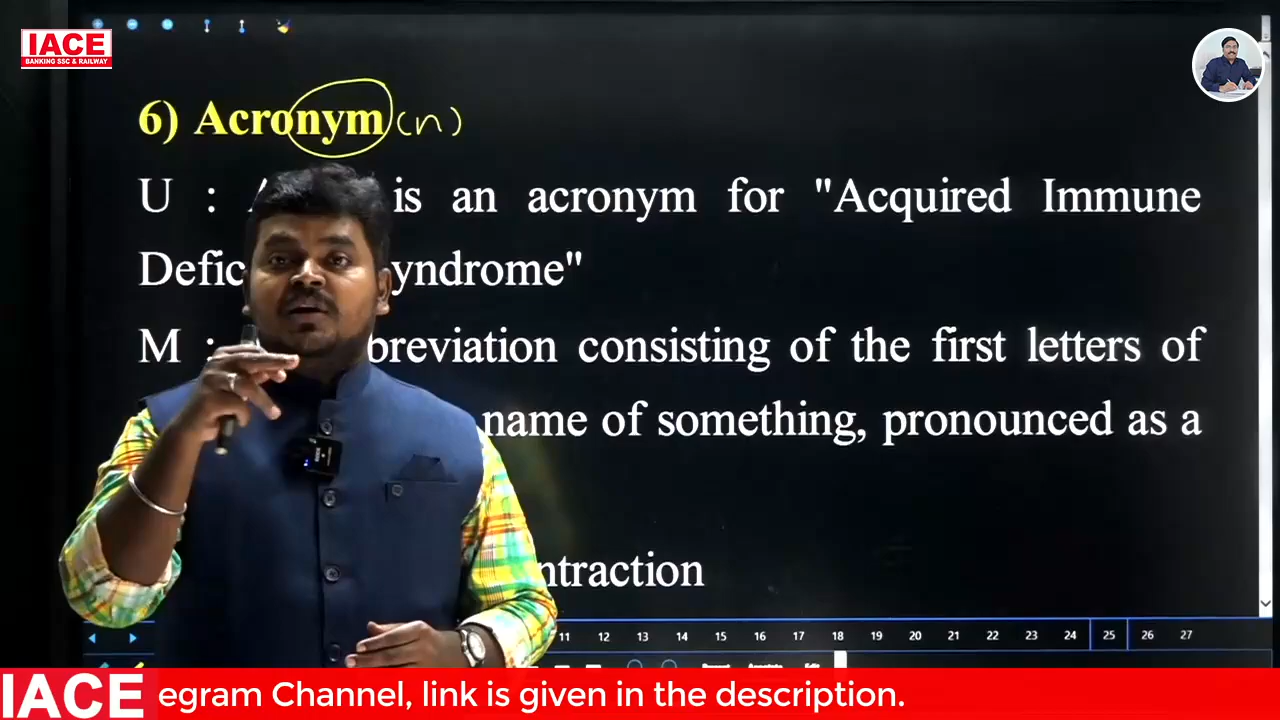 IACE
BANKING SSC & RAILWAY
6) Acronym (n)
U : is an acronym for "Acquired Immune
yndrome"
M : breviation consisting of the first letters of
name of something, pronounced as a
ntraction
11 12 13 14 15 16 17 18 19 20 21 22 23 24 25 26 27
IACE egram Channel, link is given in the description.